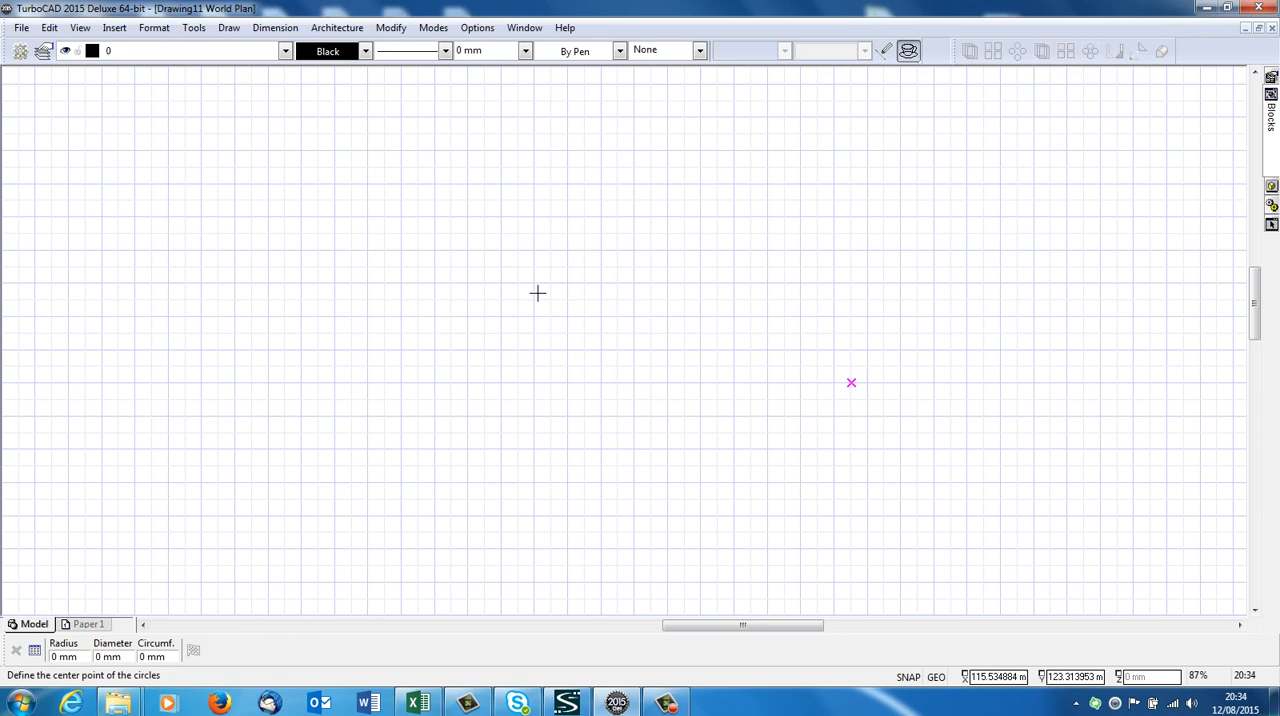 TurboCAD 2015 Deluxe 64-bit - [Drawing11 World Plan]
File Edit View Insert Format Tools Draw Dimension Architecture Modify Modes Options Window Help
0 Black 0 mm By Pen None
Blocks
Model Paper1
Radius Diameter Circumf.
0 mm 0 mm 0 mm
Define the center point of the circles SNAP GEO X 115.534884 m Y 123.313953 m Z 0 mm 87% 20:34
20:34
12/08/2015